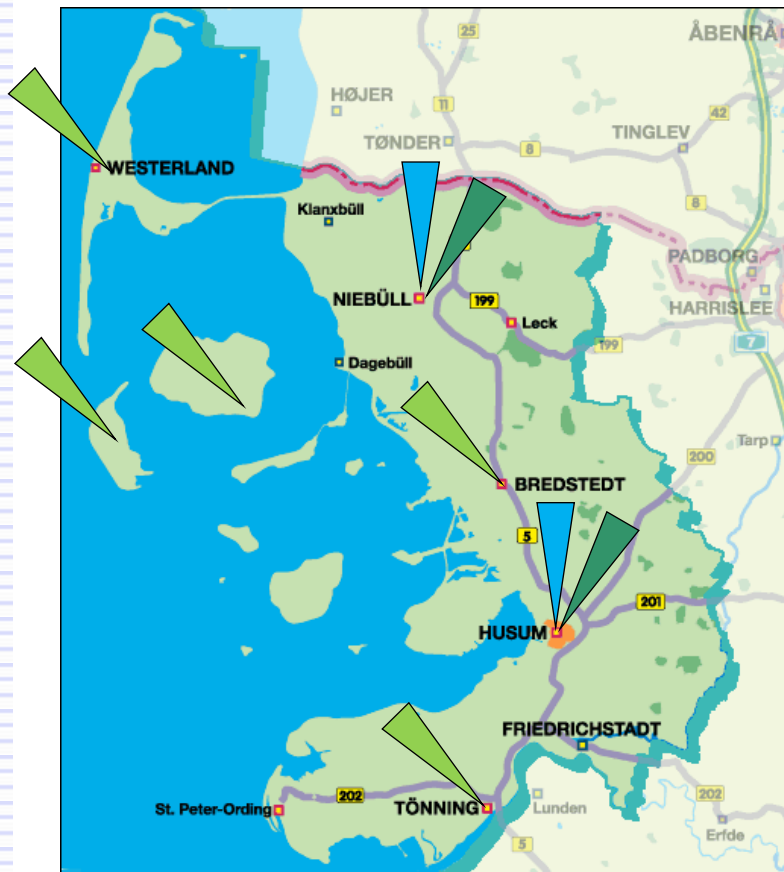 25
ÅBENRÅ
HØJER
11
42
TØNDER
8
TINGLEV
WESTERLAND
8
Klanxbüll
PADBORG
NIEBÜLL
199
HARRISLEE
Leck
7
199
Dagebüll
Tarp
200
BREDSTEDT
5
201
HUSUM
FRIEDRICHSTADT
202
202
St. Peter-Ording
TÖNNING
Lunden
Erfde
5